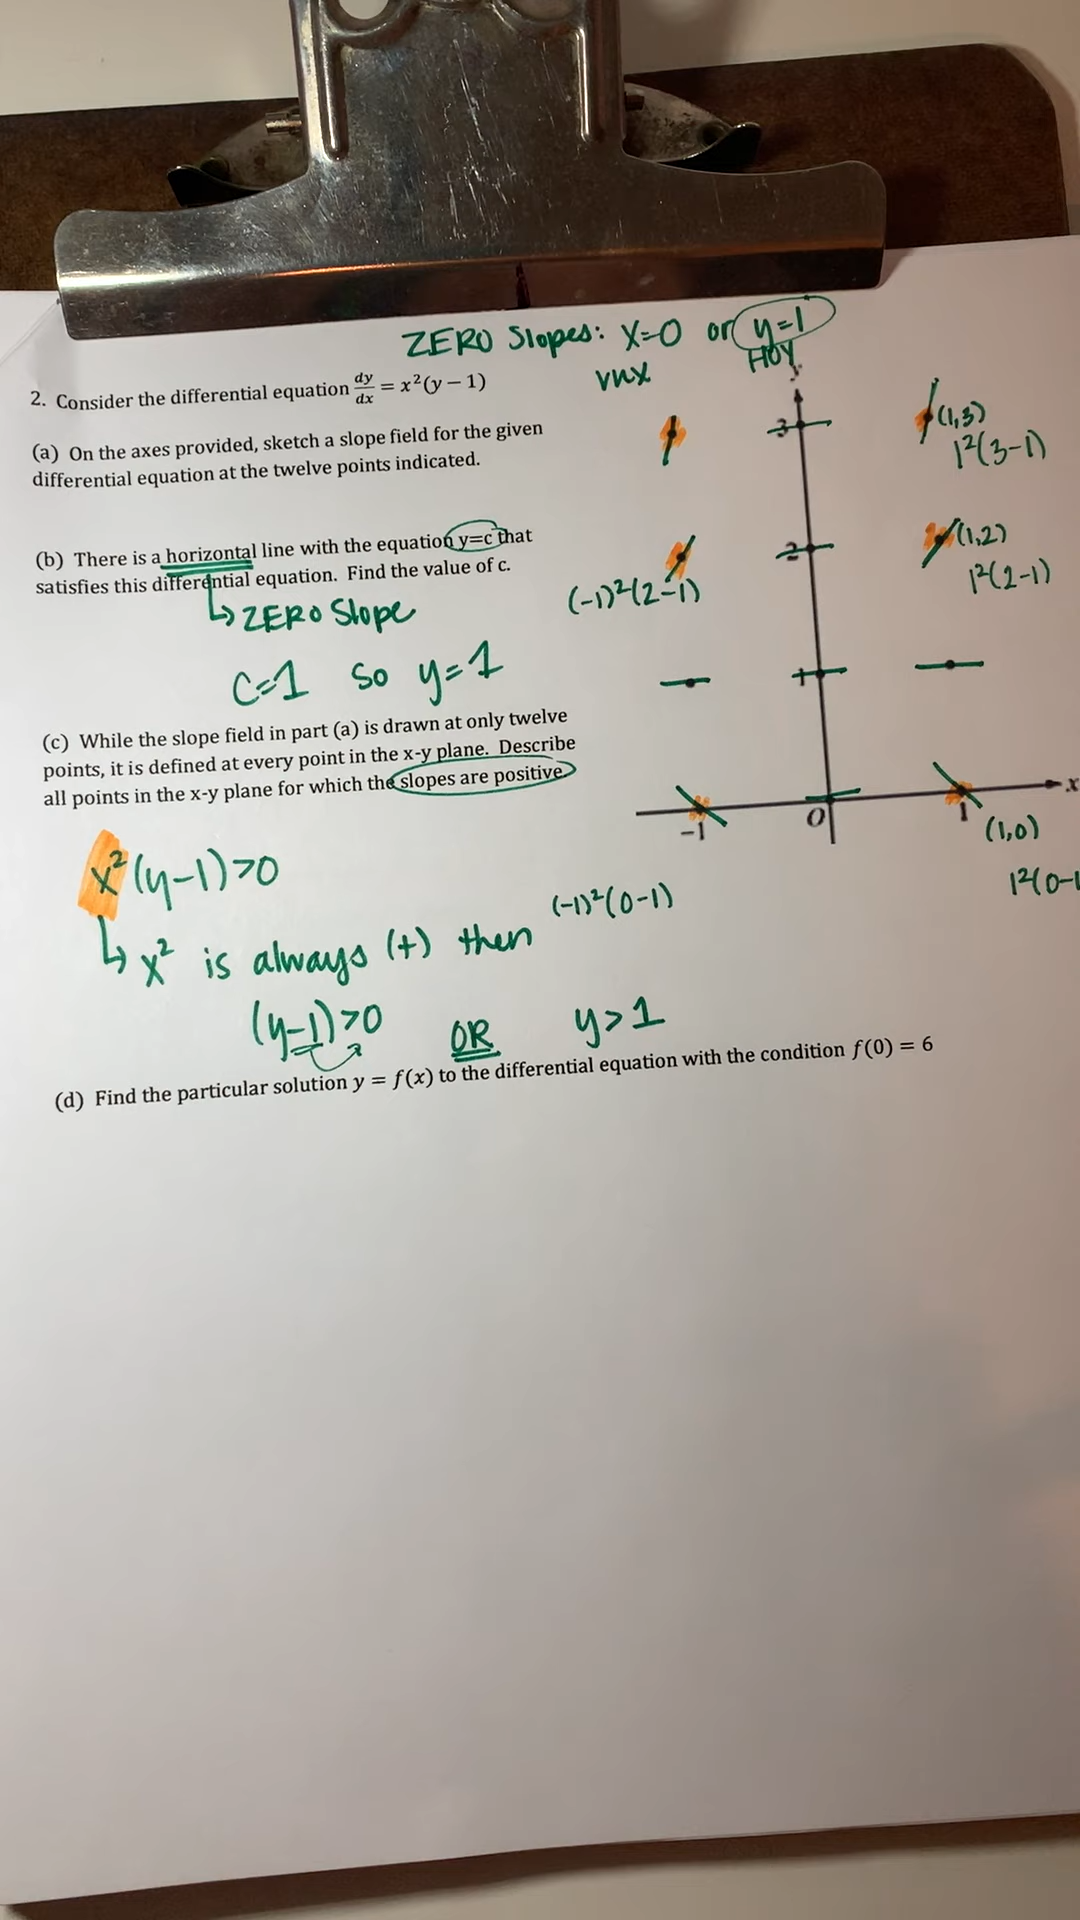 ZERO Slopes: X=0 or y=1
VUX HOY
2. Consider the differential equation dy/dx = x²(y − 1)
(a) On the axes provided, sketch a slope field for the given
differential equation at the twelve points indicated.
y
3
(1,3)
1²(3-1)
2
(1,2)
1²(2-1)
(-1)²(2-1)
(b) There is a horizontal line with the equation y=c that
satisfies this differential equation. Find the value of c.
↳ ZERO Slope
C=1 so y=1
1
(c) While the slope field in part (a) is drawn at only twelve
points, it is defined at every point in the x-y plane. Describe
all points in the x-y plane for which the slopes are positive.
x
-1 O 1
(1,0)
1²(0-1
(-1)²(0-1)
x²(y-1)>0
↳ x² is always (+) then
(y-1)>0 OR y>1
(d) Find the particular solution y = f(x) to the differential equation with the condition f(0) = 6